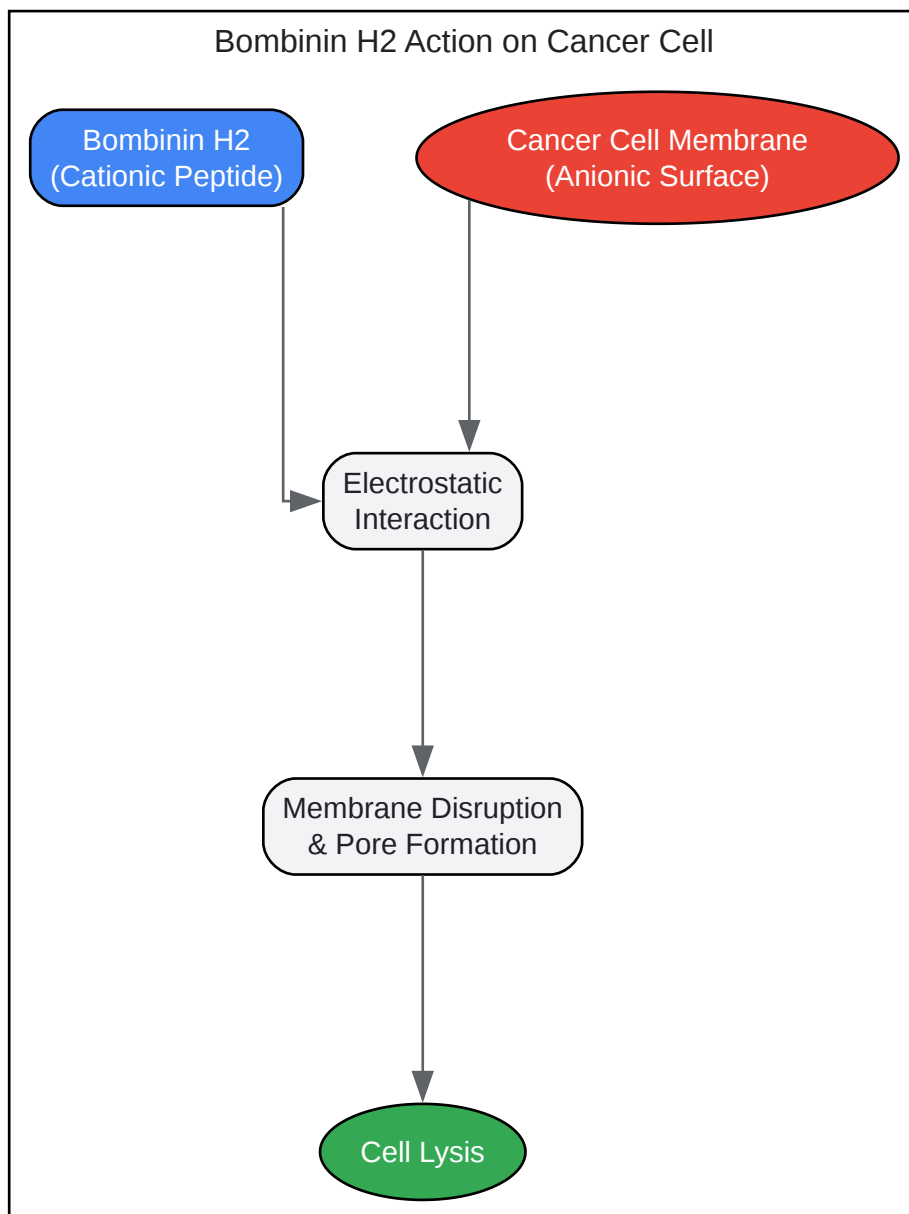 Bombinin H2 Action on Cancer Cell
Bombinin H2
(Cationic Peptide)
Cancer Cell Membrane
(Anionic Surface)
Electrostatic
Interaction
Membrane Disruption
& Pore Formation
Cell Lysis